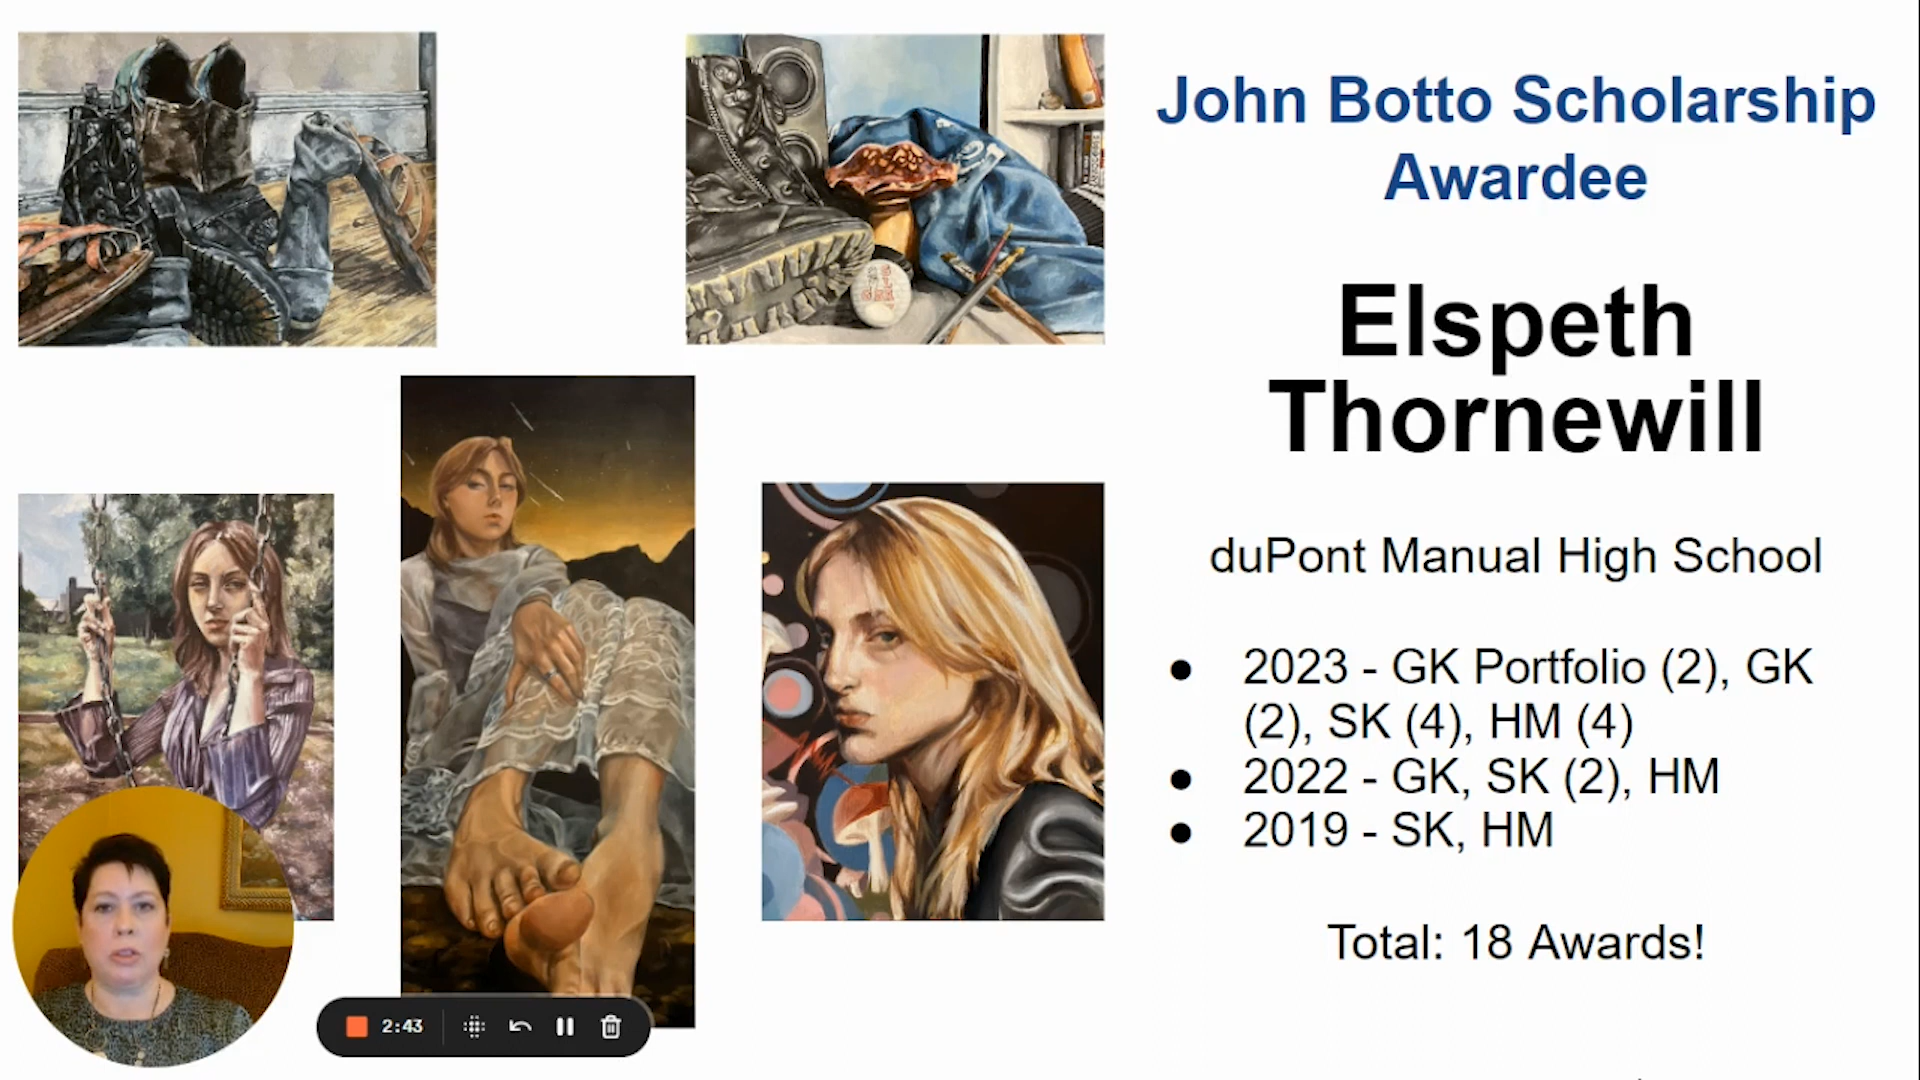 John Botto Scholarship
Awardee
Elspeth
Thornewill
duPont Manual High School
● 2023 - GK Portfolio (2), GK
(2), SK (4), HM (4)
● 2022 - GK, SK (2), HM
● 2019 - SK, HM
Total: 18 Awards!
2:43